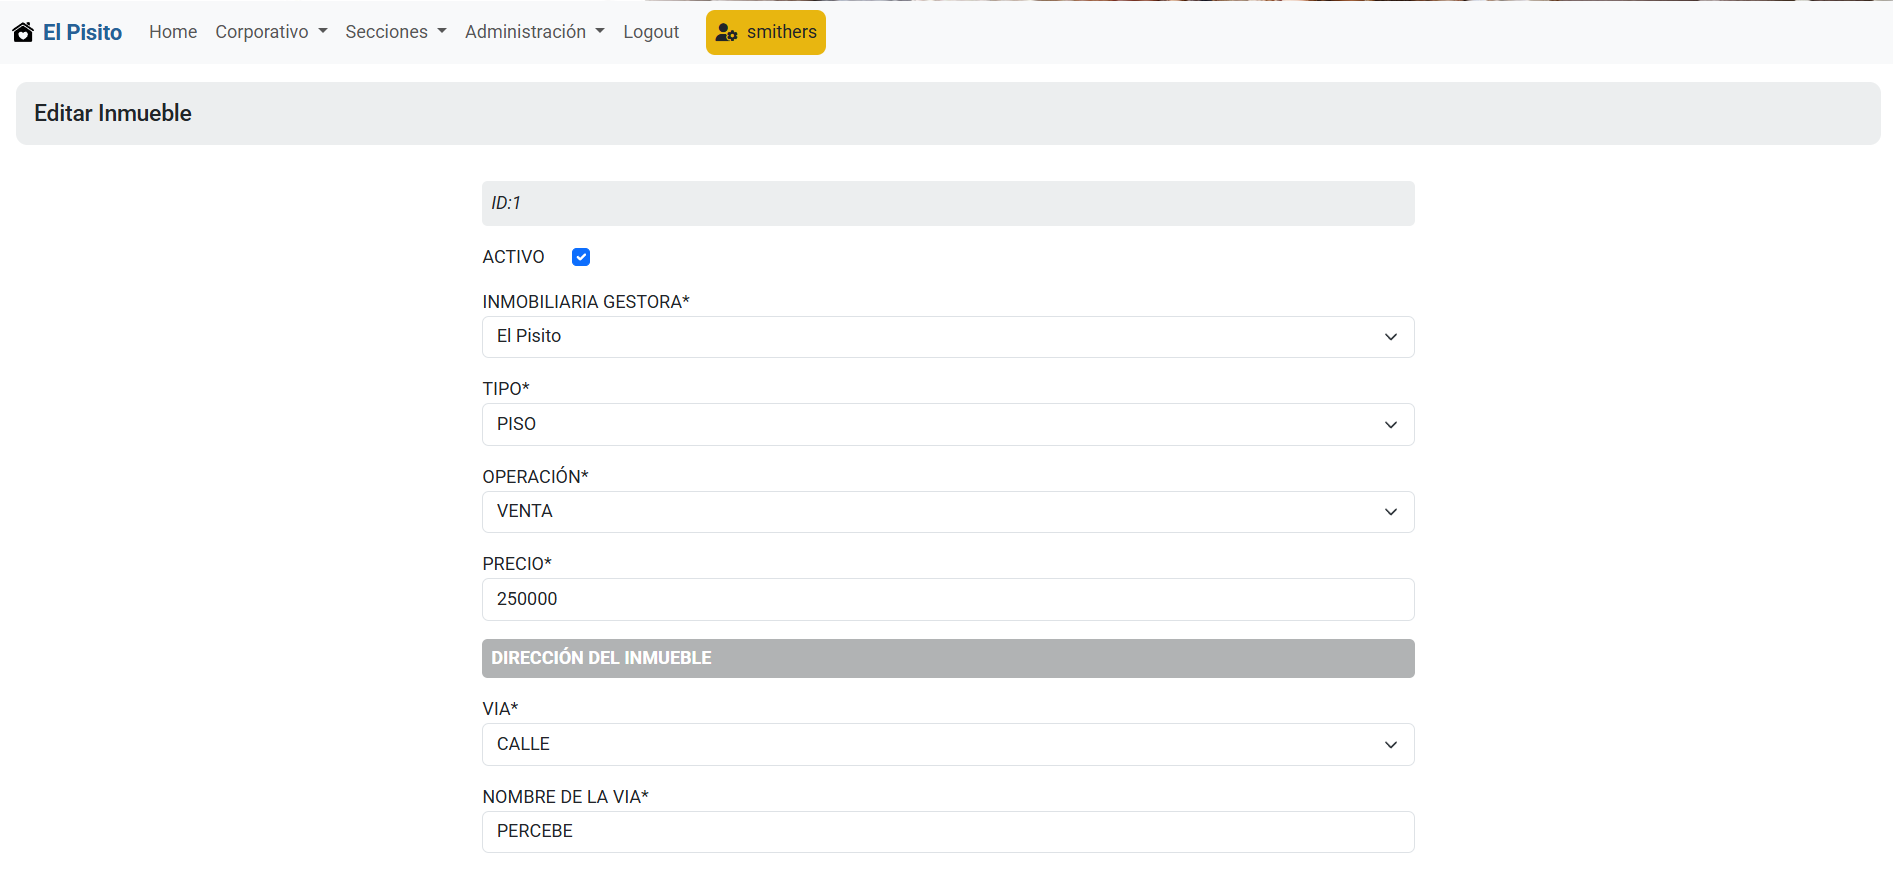 El Pisito Home Corporativo Secciones Administración Logout smithers
Editar Inmueble
ID:1
ACTIVO
INMOBILIARIA GESTORA*
El Pisito
TIPO*
PISO
OPERACIÓN*
VENTA
PRECIO*
250000
DIRECCIÓN DEL INMUEBLE
VIA*
CALLE
NOMBRE DE LA VIA*
PERCEBE